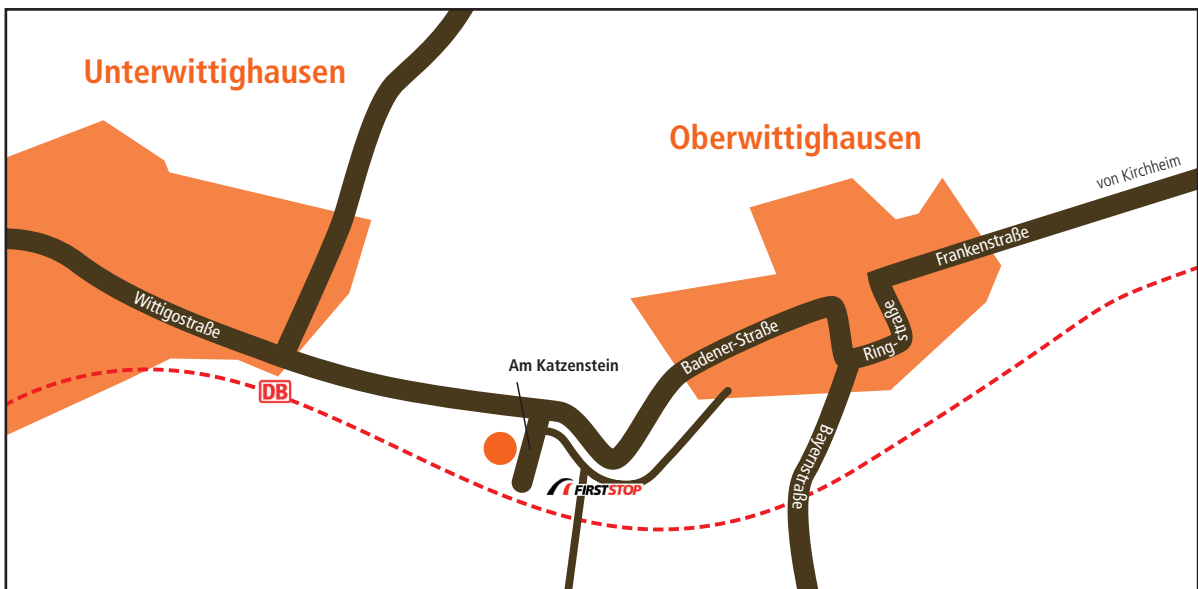 Unterwittighausen
Oberwittighausen
von Kirchheim
Frankenstraße
Wittigostraße
Badener-Straße
Ring-
straße
Am Katzenstein
DB
Bayernstraße
FIRSTSTOP